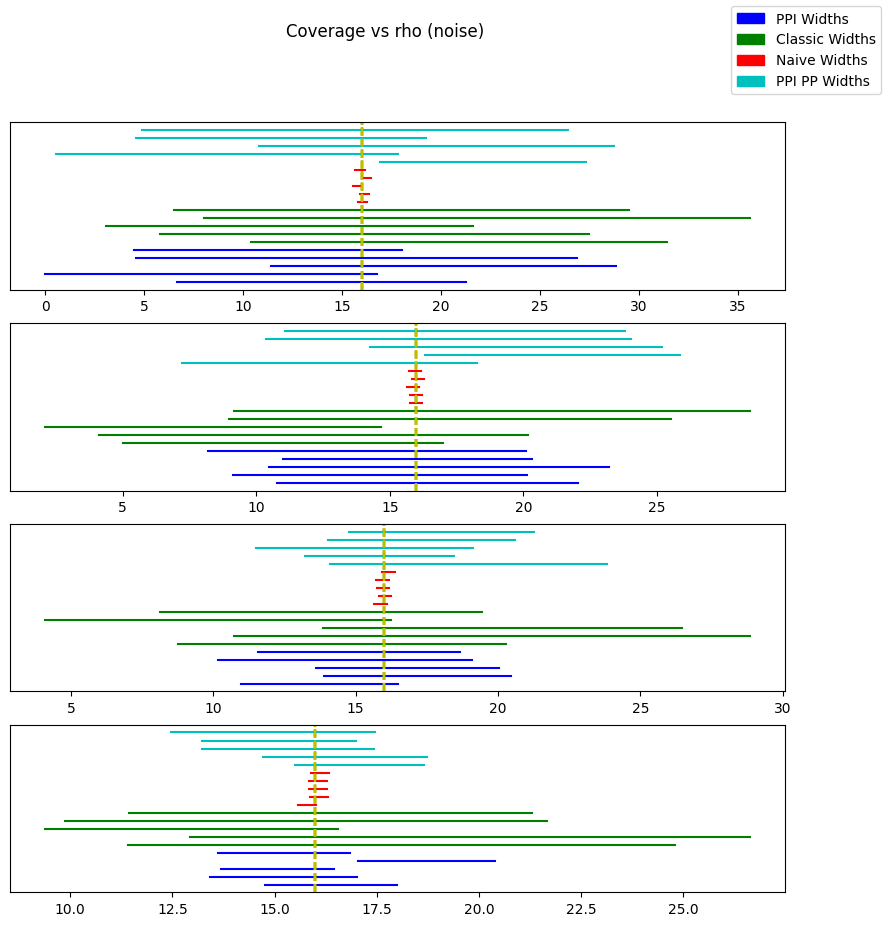 Coverage vs rho (noise)
PPI Widths
Classic Widths
Naive Widths
PPI PP Widths
0 5 10 15 20 25 30 35
5 10 15 20 25
5 10 15 20 25 30
10.0 12.5 15.0 17.5 20.0 22.5 25.0